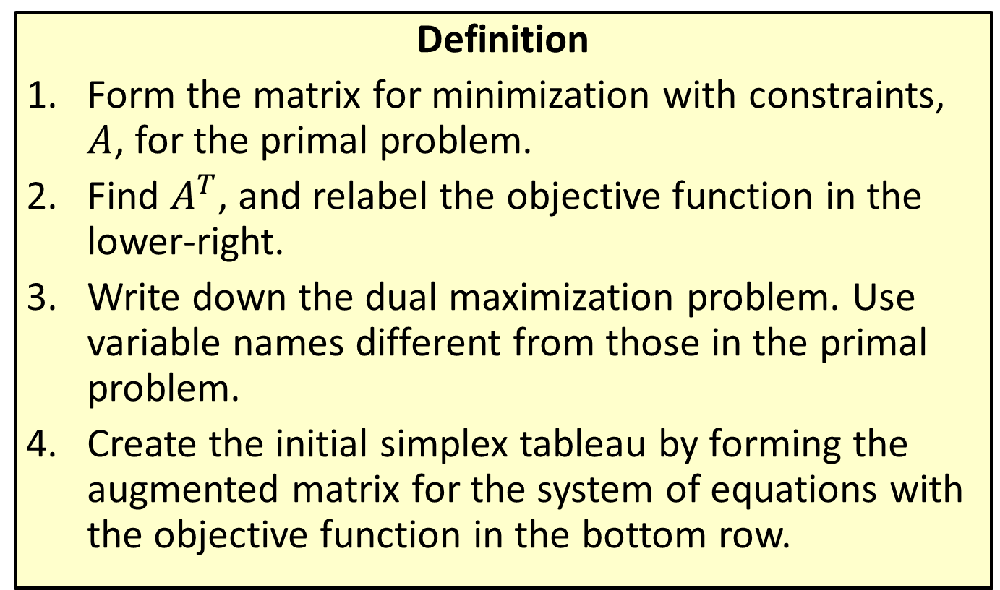 Definition
1. Form the matrix for minimization with constraints,
A, for the primal problem.
2. Find Aᵀ, and relabel the objective function in the
lower-right.
3. Write down the dual maximization problem. Use
variable names different from those in the primal
problem.
4. Create the initial simplex tableau by forming the
augmented matrix for the system of equations with
the objective function in the bottom row.